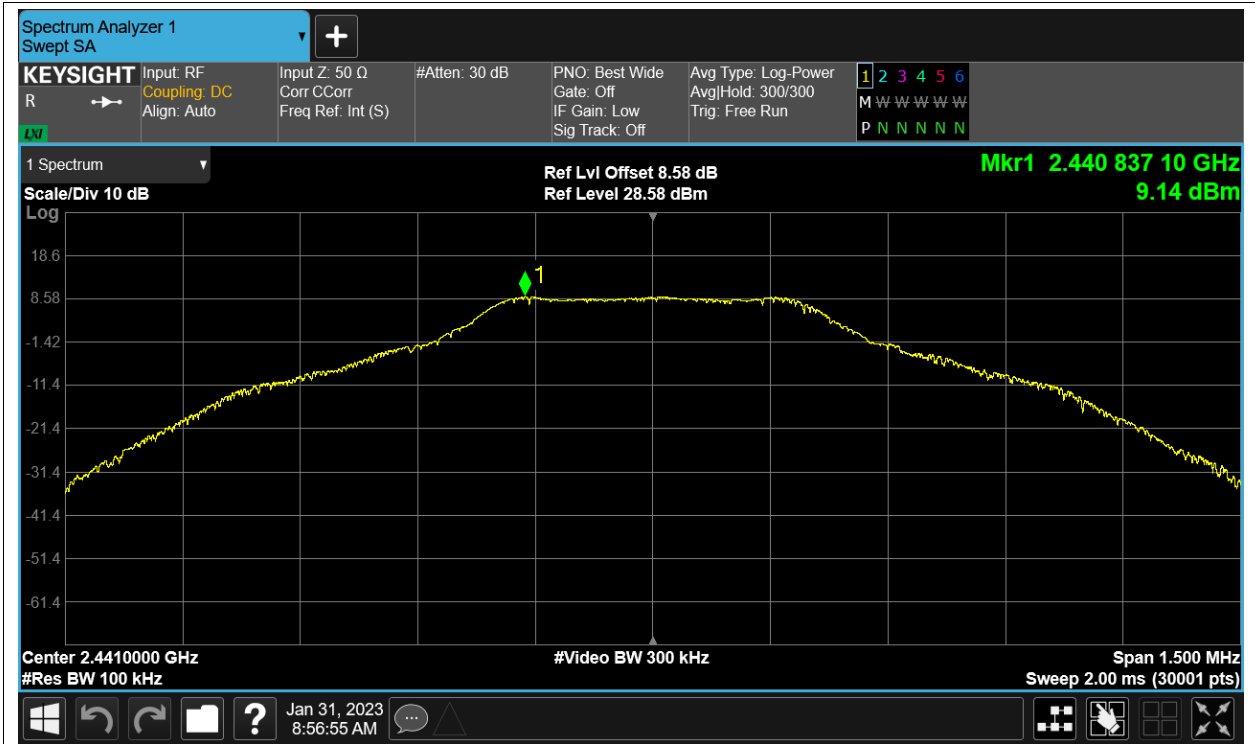 Spectrum Analyzer 1
Swept SA
KEYSIGHT
R
LXI
Input: RF
Coupling: DC
Align: Auto
Input Z: 50 Ω
Corr CCorr
Freq Ref: Int (S)
#Atten: 30 dB
PNO: Best Wide
Gate: Off
IF Gain: Low
Sig Track: Off
Avg Type: Log-Power
Avg|Hold: 300/300
Trig: Free Run
1 2 3 4 5 6
M W W W W W
P N N N N N
1 Spectrum
Scale/Div 10 dB
Log
Ref Lvl Offset 8.58 dB
Ref Level 28.58 dBm
Mkr1 2.440 837 10 GHz
9.14 dBm
18.6
1
8.58
-1.42
-11.4
-21.4
-31.4
-41.4
-51.4
-61.4
Center 2.4410000 GHz
#Video BW 300 kHz
Span 1.500 MHz
#Res BW 100 kHz
Sweep 2.00 ms (30001 pts)
?
Jan 31, 2023
8:56:55 AM